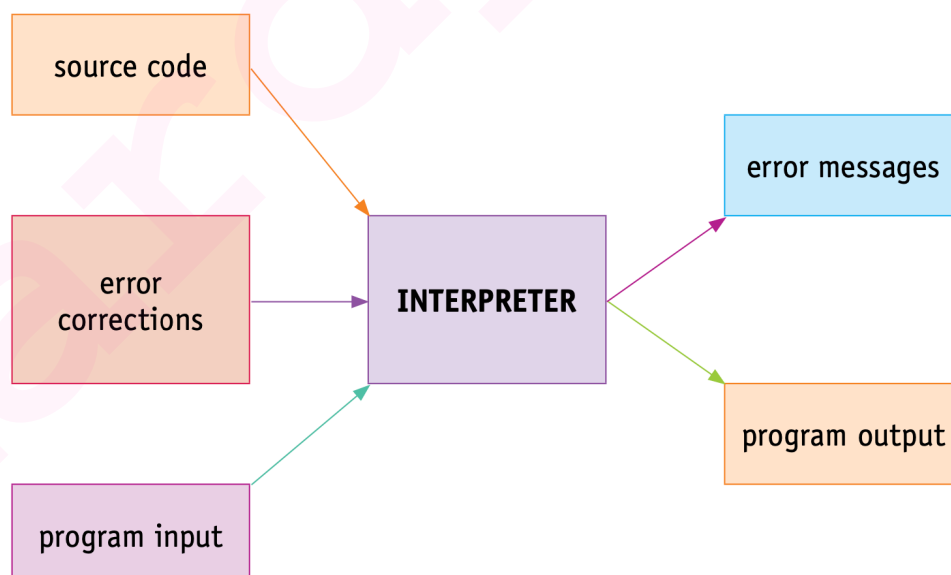 source code
error
corrections
program input
INTERPRETER
error messages
program output